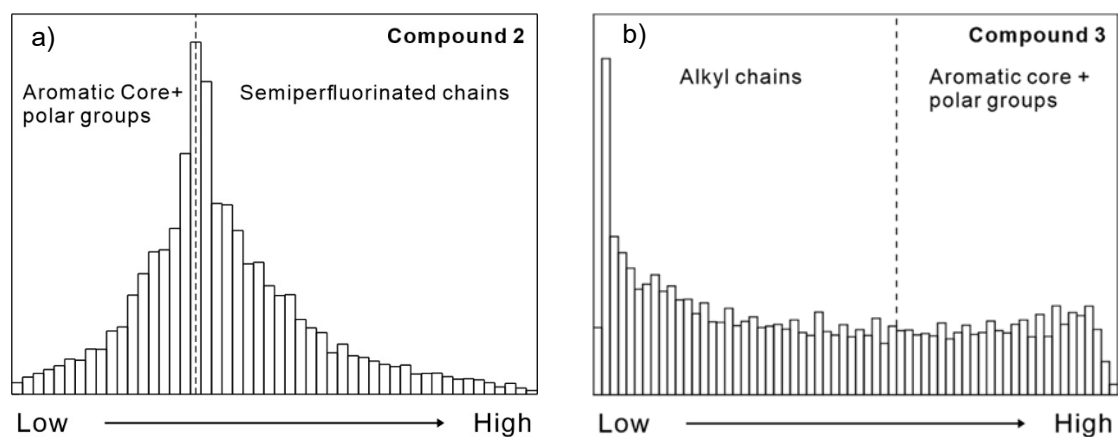 a)
Compound 2
Aromatic Core+
polar groups
Semiperfluorinated chains
Low
High
b)
Compound 3
Alkyl chains
Aromatic core +
polar groups
Low
High